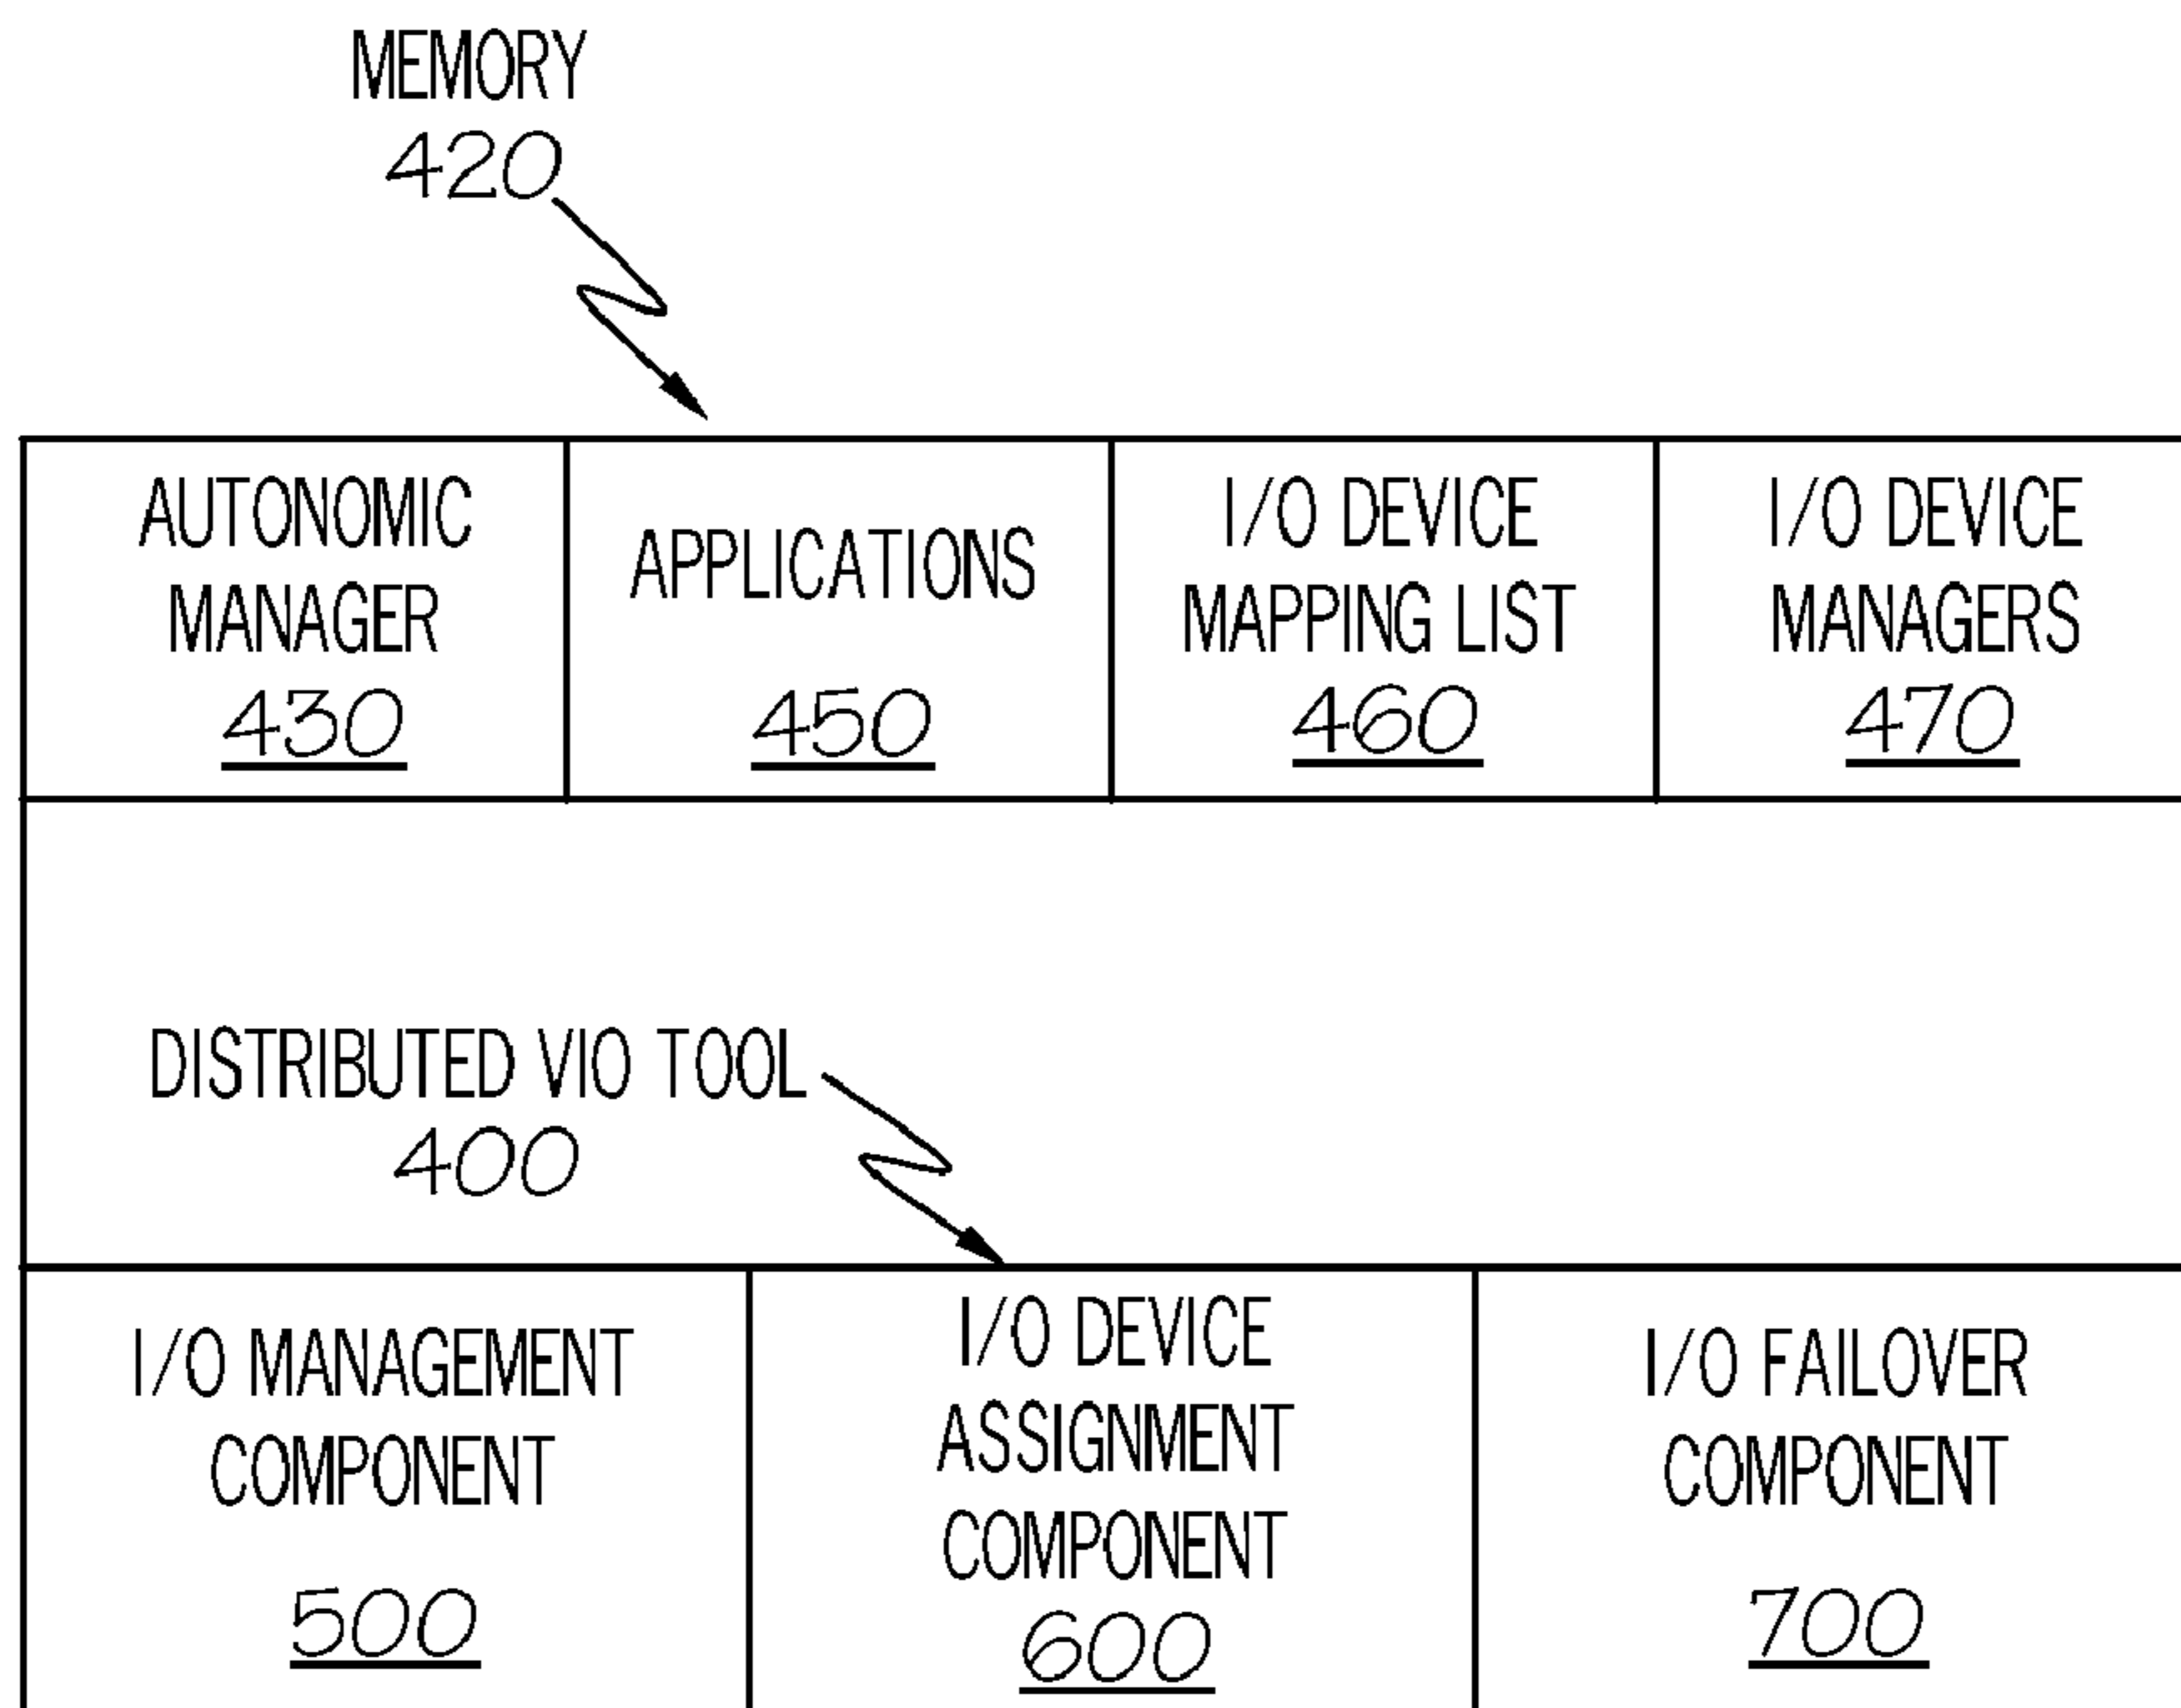 MEMORY
420
AUTONOMIC
MANAGER
430
APPLICATIONS
450
I/O DEVICE
MAPPING LIST
460
I/O DEVICE
MANAGERS
470
DISTRIBUTED VIO TOOL
400
I/O MANAGEMENT
COMPONENT
500
I/O DEVICE
ASSIGNMENT
COMPONENT
600
I/O FAILOVER
COMPONENT
700